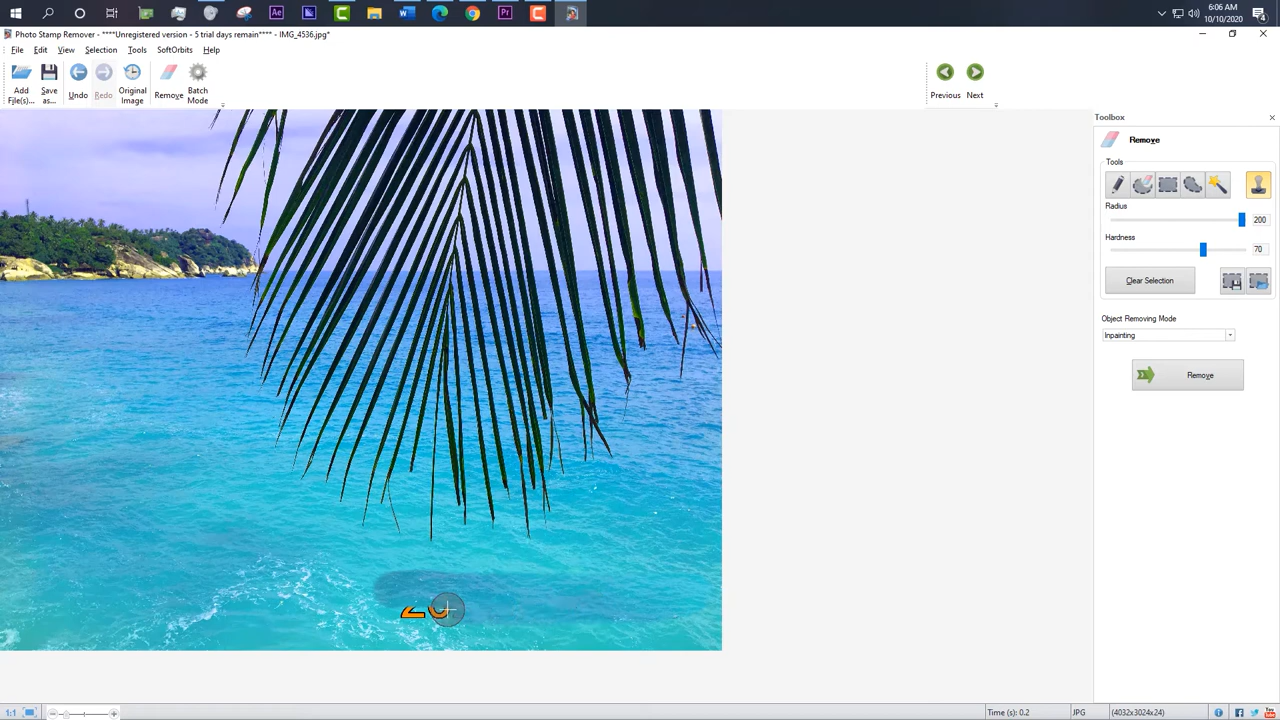 6:06 AM
10/10/2020
4
Photo Stamp Remover - ****Unregistered version - 5 trial days remain**** - IMG_4536.jpg*
File Edit View Selection Tools SoftOrbits Help
Add File(s)... Save as... Undo Redo Original Image Remove Batch Mode Previous Next
Toolbox
Remove
Tools
Radius
200
Hardness
70
Clear Selection
Object Removing Mode
Inpainting
Remove
1:1 Time (s): 0.2 JPG (4032x3024x24)